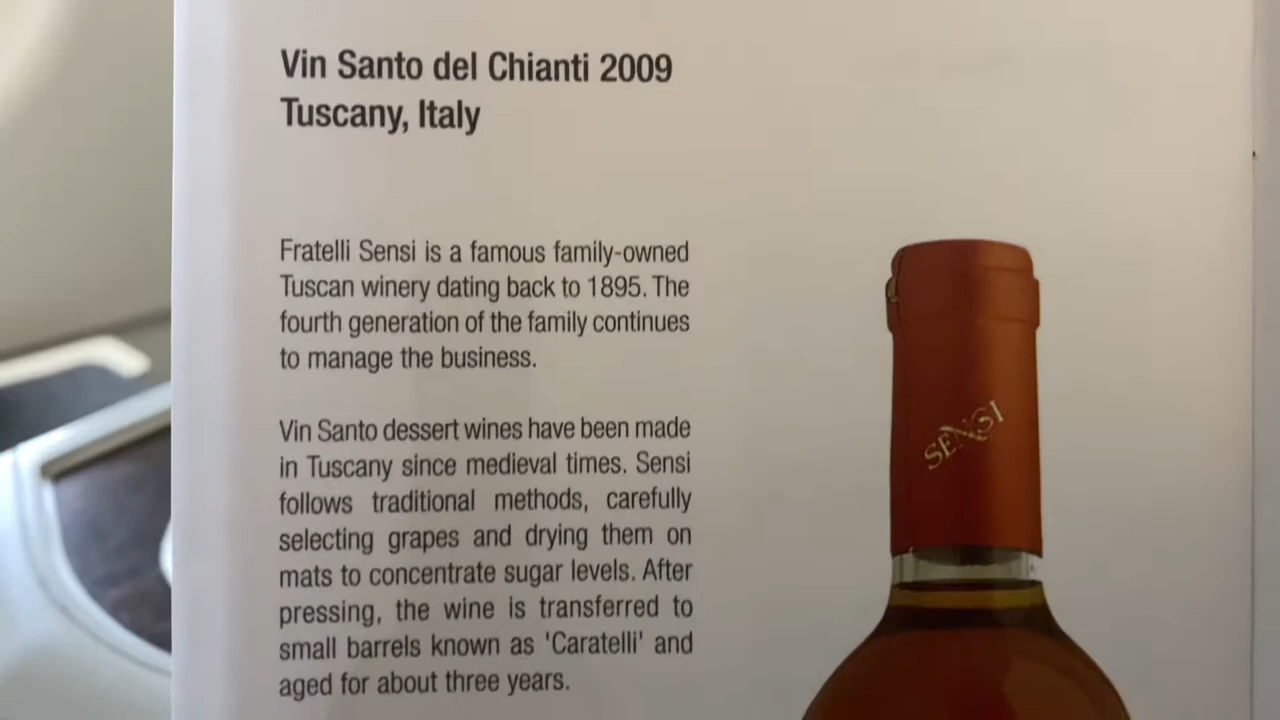 Vin Santo del Chianti 2009
Tuscany, Italy
Fratelli Sensi is a famous family-owned
Tuscan winery dating back to 1895. The
fourth generation of the family continues
to manage the business.
Vin Santo dessert wines have been made
in Tuscany since medieval times. Sensi
follows traditional methods, carefully
selecting grapes and drying them on
mats to concentrate sugar levels. After
pressing, the wine is transferred to
small barrels known as 'Caratelli' and
aged for about three years.
SENSI